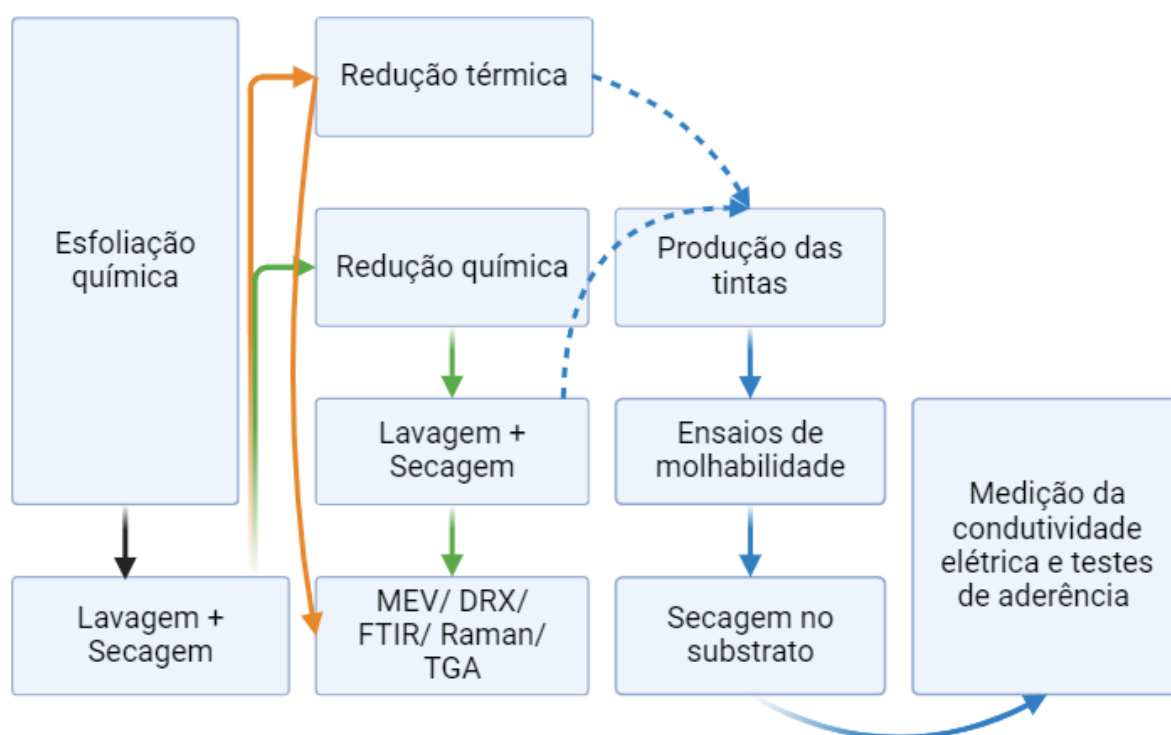 Esfoliação
química
Lavagem +
Secagem
Redução térmica
Redução química
Lavagem +
Secagem
MEV/ DRX/
FTIR/ Raman/
TGA
Produção das
tintas
Ensaios de
molhabilidade
Secagem no
substrato
Medição da
condutividade
elétrica e testes
de aderência